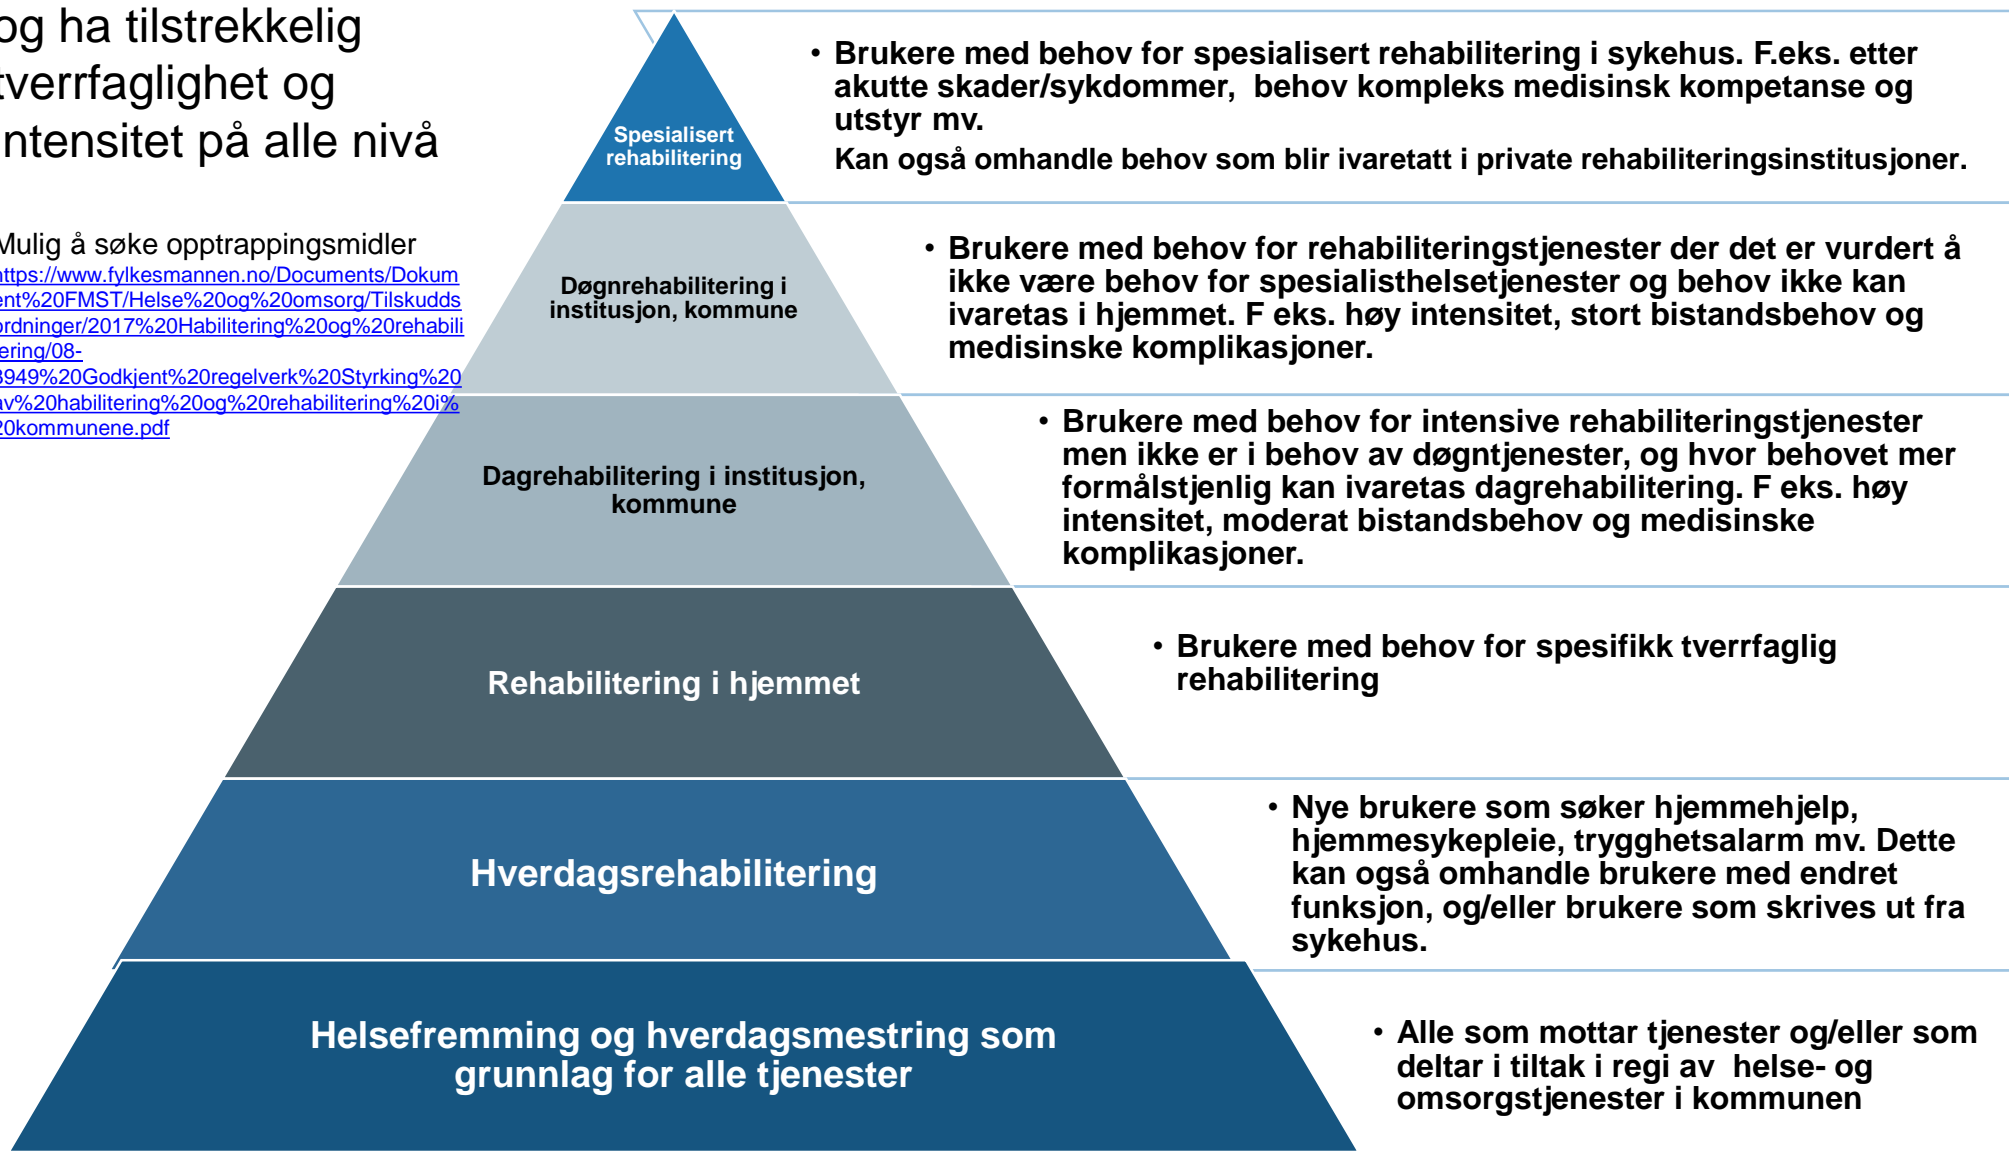 og ha tilstrekkelig
tverrfaglighet og
intensitet på alle nivå
Mulig å søke opptrappingsmidler
https://www.fylkesmannen.no/Documents/Dokum
ent%20FMST/Helse%20og%20omsorg/Tilskudds
ordninger/2017%20Habilitering%20og%20rehabili
tering/08-
3949%20Godkjent%20regelverk%20Styrking%20
av%20habilitering%20og%20rehabilitering%20i%
20kommunene.pdf
Spesialisert
rehabilitering
• Brukere med behov for spesialisert rehabilitering i sykehus. F.eks. etter
akutte skader/sykdommer, behov kompleks medisinsk kompetanse og
utstyr mv.
Kan også omhandle behov som blir ivaretatt i private rehabiliteringsinstitusjoner.
Døgnrehabilitering i
institusjon, kommune
• Brukere med behov for rehabiliteringstjenester der det er vurdert å
ikke være behov for spesialisthelsetjenester og behov ikke kan
ivaretas i hjemmet. F eks. høy intensitet, stort bistandsbehov og
medisinske komplikasjoner.
Dagrehabilitering i institusjon,
kommune
• Brukere med behov for intensive rehabiliteringstjenester
men ikke er i behov av døgntjenester, og hvor behovet mer
formålstjenlig kan ivaretas dagrehabilitering. F eks. høy
intensitet, moderat bistandsbehov og medisinske
komplikasjoner.
Rehabilitering i hjemmet
• Brukere med behov for spesifikk tverrfaglig
rehabilitering
Hverdagsrehabilitering
• Nye brukere som søker hjemmehjelp,
hjemmesykepleie, trygghetsalarm mv. Dette
kan også omhandle brukere med endret
funksjon, og/eller brukere som skrives ut fra
sykehus.
Helsefremming og hverdagsmestring som
grunnlag for alle tjenester
• Alle som mottar tjenester og/eller som
deltar i tiltak i regi av helse- og
omsorgstjenester i kommunen